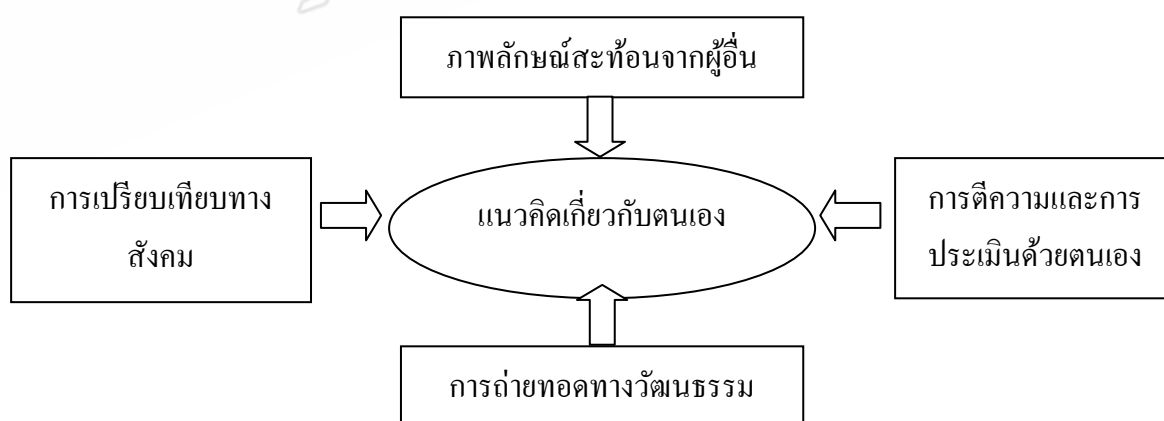 ภาพลักษณ์สะท้อนจากผู้อื่น
การเปรียบเทียบทาง
สังคม
แนวคิดเกี่ยวกับตนเอง
การตีความและการ
ประเมินด้วยตนเอง
การถ่ายทอดทางวัฒนธรรม